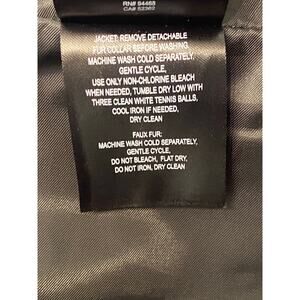 RN# 94468
CA# 52362
JACKET: REMOVE DETACHABLE
FUR COLLAR BEFORE WASHING
MACHINE WASH COLD SEPARATELY,
GENTLE CYCLE,
USE ONLY NON-CHLORINE BLEACH
WHEN NEEDED, TUMBLE DRY LOW WITH
THREE CLEAN WHITE TENNIS BALLS,
COOL IRON IF NEEDED,
DRY CLEAN
FAUX FUR:
MACHINE WASH COLD SEPARATELY,
GENTLE CYCLE,
DO NOT BLEACH, FLAT DRY,
DO NOT IRON, DRY CLEAN